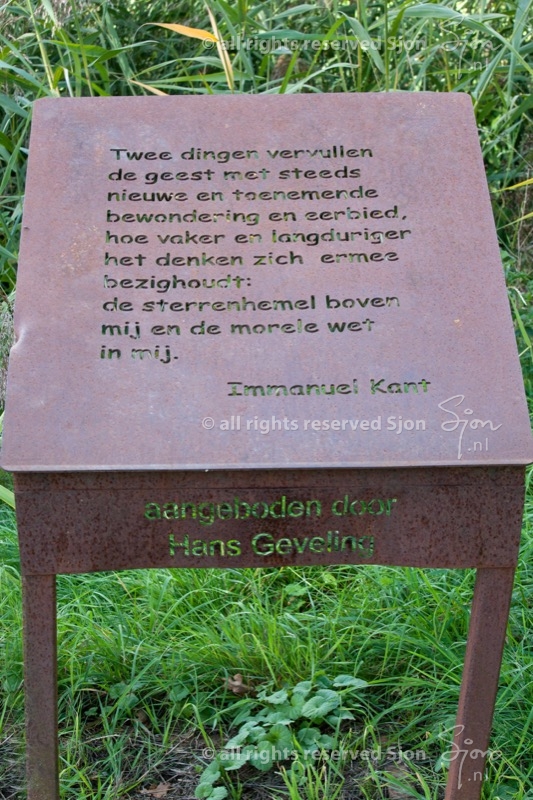 © all rights reserved Sjon
Sjon
.nl
Twee dingen vervullen
de geest met steeds
nieuwe en toenemende
bewondering en eerbied,
hoe vaker en langduriger
het denken zich ermee
bezighoudt:
de sterrenhemel boven
mij en de morele wet
in mij.
Immanuel Kant
© all rights reserved Sjon
Sjon
.nl
aangeboden door
Hans Geveling
© all rights reserved Sjon
Sjon
.nl